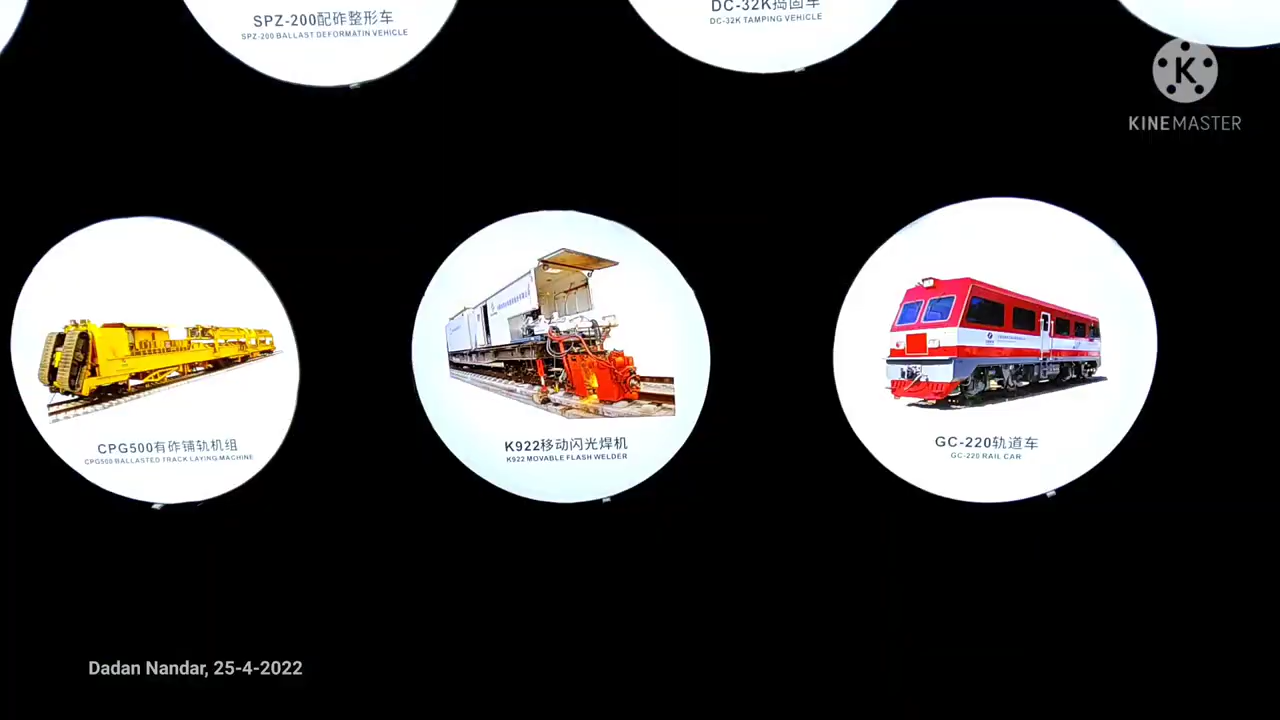 SPZ-200配砟整形车
SPZ-200 BALLAST DEFORMATIN VEHICLE
DC-32K捣固车
DC-32K TAMPING VEHICLE
KINEMASTER
CPG500有砟铺轨机组
CPG500 BALLASTED TRACK LAYING MACHINE
K922移动闪光焊机
K922 MOVABLE FLASH WELDER
GC-220轨道车
GC-220 RAIL CAR
Dadan Nandar, 25-4-2022